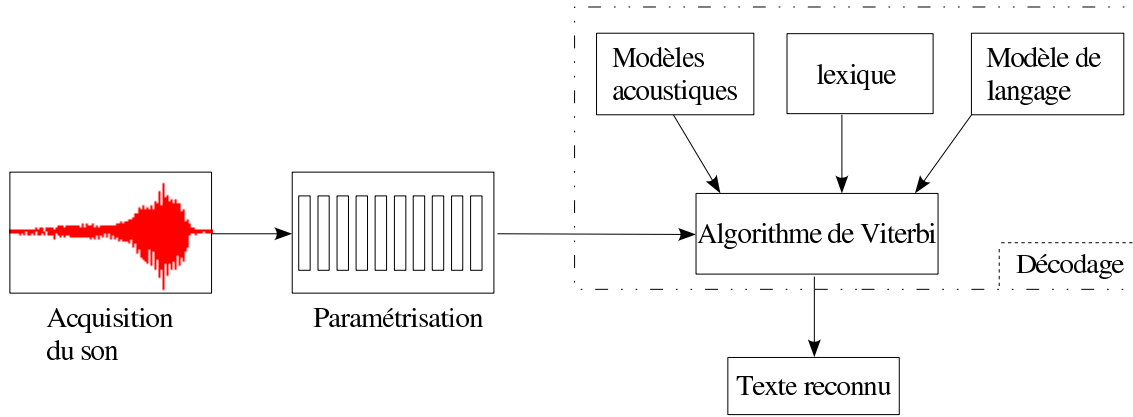 Modèles
acoustiques
lexique
Modèle de
langage
Algorithme de Viterbi
Décodage
Acquisition
du son
Paramétrisation
Texte reconnu